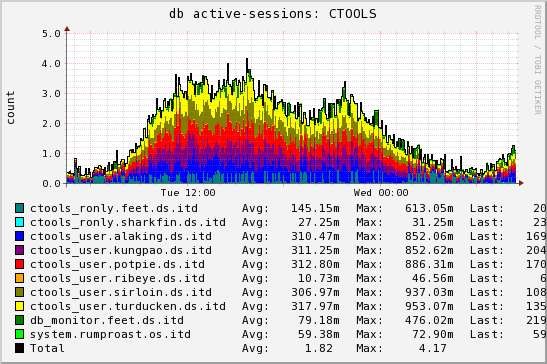 db active-sessions: CTOOLS
RRDTOOL / TOBI OETIKER
count
5.0
4.0
3.0
2.0
1.0
0.0
Tue 12:00 Wed 00:00
ctools_ronly.feet.ds.itd Avg: 145.15m Max: 613.05m Last: 20
ctools_ronly.sharkfin.ds.itd Avg: 27.25m Max: 31.25m Last: 23
ctools_user.alaking.ds.itd Avg: 310.47m Max: 852.06m Last: 169
ctools_user.kungpao.ds.itd Avg: 311.25m Max: 852.62m Last: 204
ctools_user.potpie.ds.itd Avg: 312.80m Max: 886.31m Last: 170
ctools_user.ribeye.ds.itd Avg: 10.73m Max: 46.56m Last: 6
ctools_user.sirloin.ds.itd Avg: 306.97m Max: 937.03m Last: 108
ctools_user.turducken.ds.itd Avg: 317.97m Max: 953.07m Last: 135
db_monitor.feet.ds.itd Avg: 79.18m Max: 476.02m Last: 219
system.rumproast.os.itd Avg: 59.38m Max: 72.90m Last: 59
Total Avg: 1.82 Max: 4.17